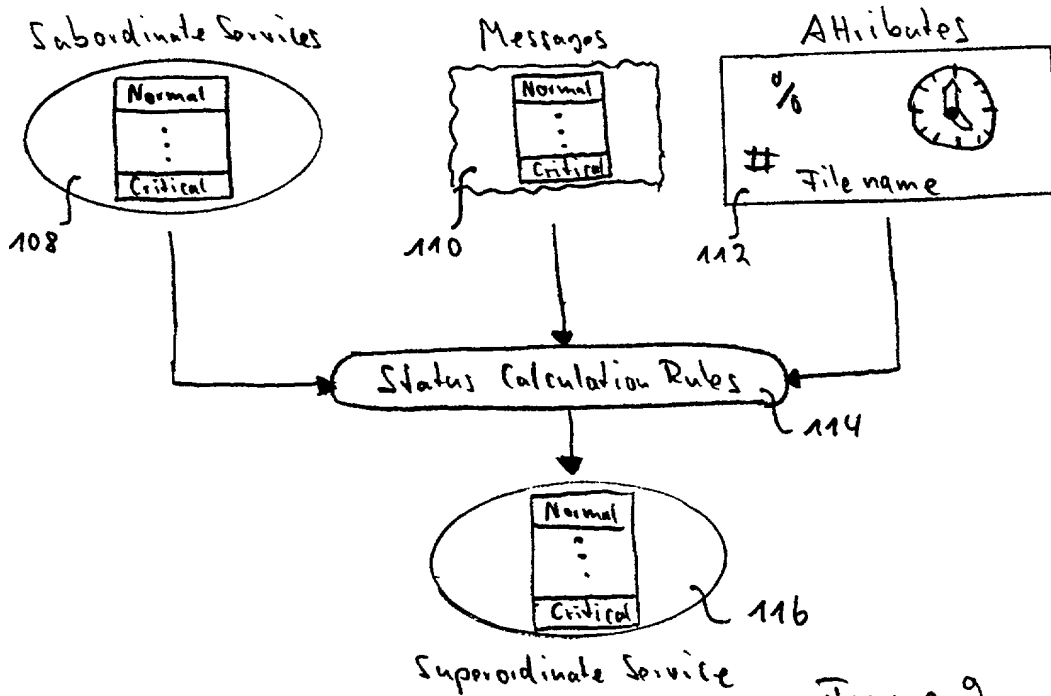 Subordinate Services
Messages
Attributes
Normal
Critical
108
Normal
Critical
110
%
#
File name
112
Status Calculation Rules
114
Normal
Critical
116
Superordinate Service
Figure 9